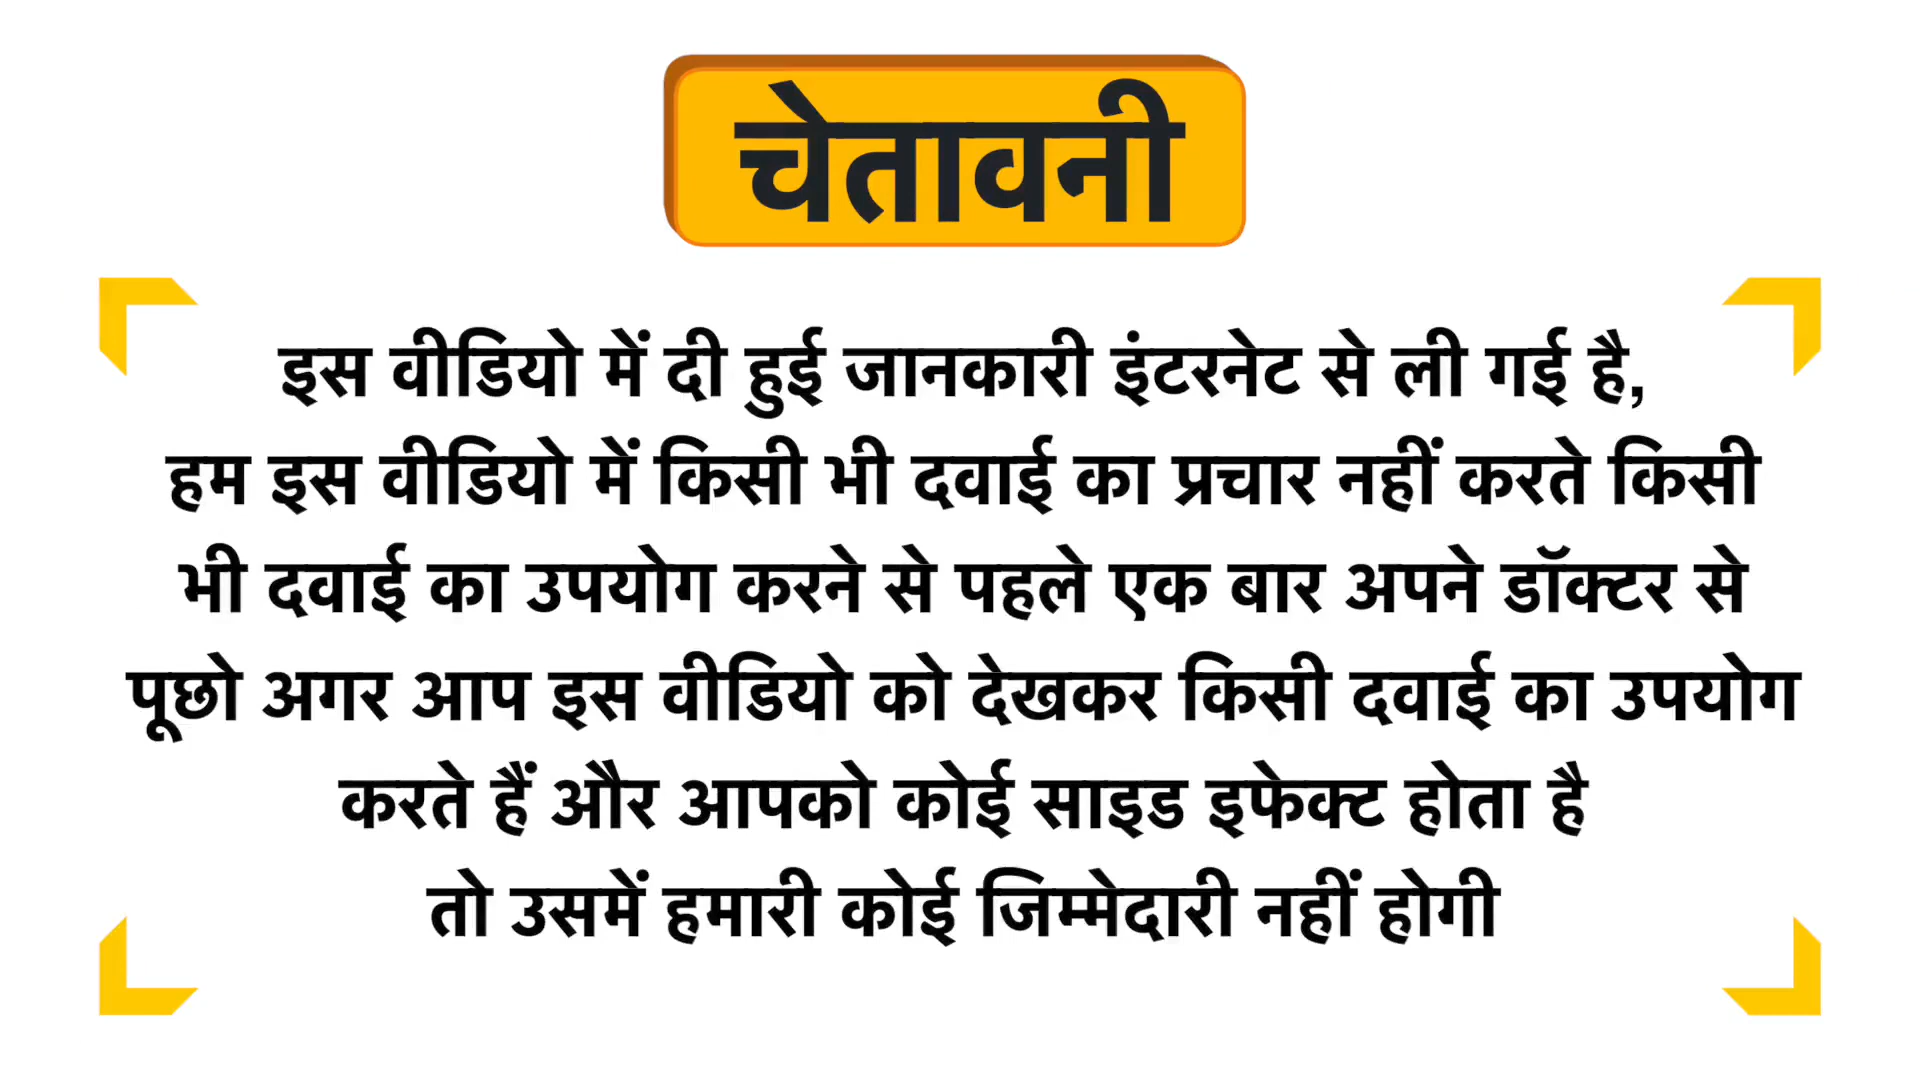 चेतावनी
इस वीडियो में दी हुई जानकारी इंटरनेट से ली गई है,
हम इस वीडियो में किसी भी दवाई का प्रचार नहीं करते किसी
भी दवाई का उपयोग करने से पहले एक बार अपने डॉक्टर से
पूछो अगर आप इस वीडियो को देखकर किसी दवाई का उपयोग
करते हैं और आपको कोई साइड इफेक्ट होता है
तो उसमें हमारी कोई जिम्मेदारी नहीं होगी